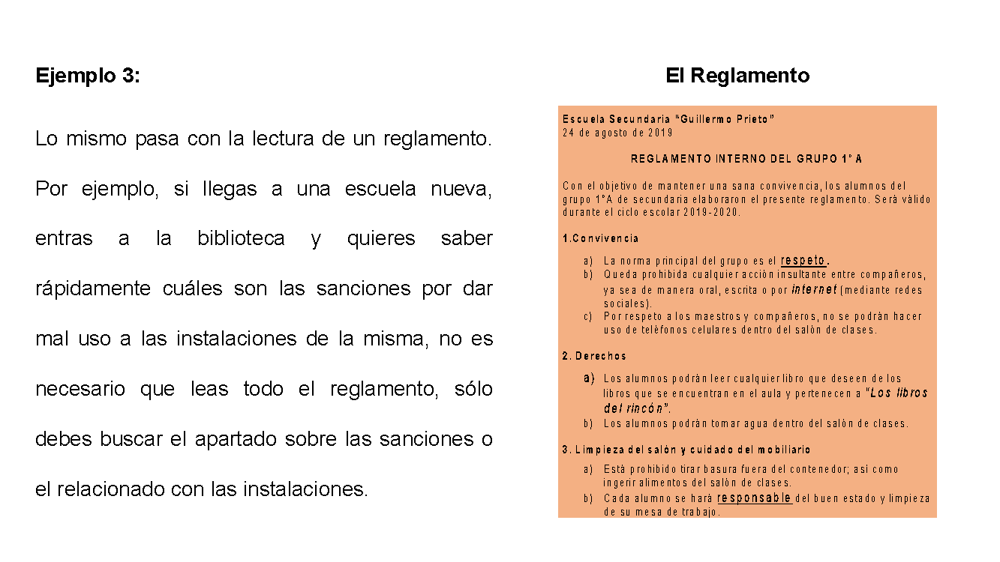 Ejemplo 3:
Lo mismo pasa con la lectura de un reglamento.
Por ejemplo, si llegas a una escuela nueva,
entras a la biblioteca y quieres saber
rápidamente cuáles son las sanciones por dar
mal uso a las instalaciones de la misma, no es
necesario que leas todo el reglamento, sólo
debes buscar el apartado sobre las sanciones o
el relacionado con las instalaciones.
El Reglamento
Escuela Secundaria “Guillermo Prieto”
24 de agosto de 2019
REGLAMENTO INTERNO DEL GRUPO 1° A
Con el objetivo de mantener una sana convivencia, los alumnos del
grupo 1°A de secundaria elaboraron el presente reglamento. Será válido
durante el ciclo escolar 2019-2020.
1.Convivencia
a) La norma principal del grupo es el respeto.
b) Queda prohibida cualquier acción insultante entre compañeros,
ya sea de manera oral, escrita o por internet (mediante redes
sociales).
c) Por respeto a los maestros y compañeros, no se podrán hacer
uso de teléfonos celulares dentro del salón de clases.
2. Derechos
a) Los alumnos podrán leer cualquier libro que deseen de los
libros que se encuentran en el aula y pertenecen a “Los libros
del rincón”.
b) Los alumnos podrán tomar agua dentro del salón de clases.
3. Limpieza del salón y cuidado del mobiliario
a) Está prohibido tirar basura fuera del contenedor; así como
ingerir alimentos del salón de clases.
b) Cada alumno se hará responsable del buen estado y limpieza
de su mesa de trabajo.